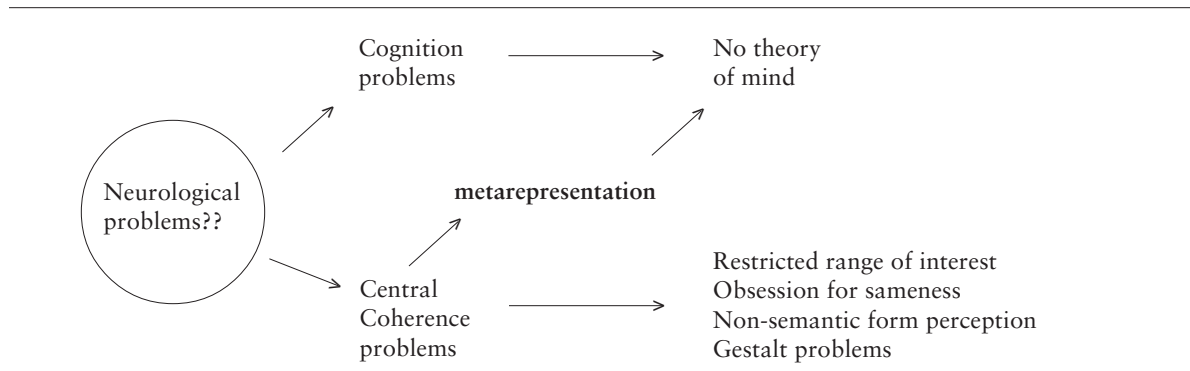 Cognition
problems
No theory
of mind
Neurological
problems??
metarepresentation
Central
Coherence
problems
Restricted range of interest
Obsession for sameness
Non-semantic form perception
Gestalt problems